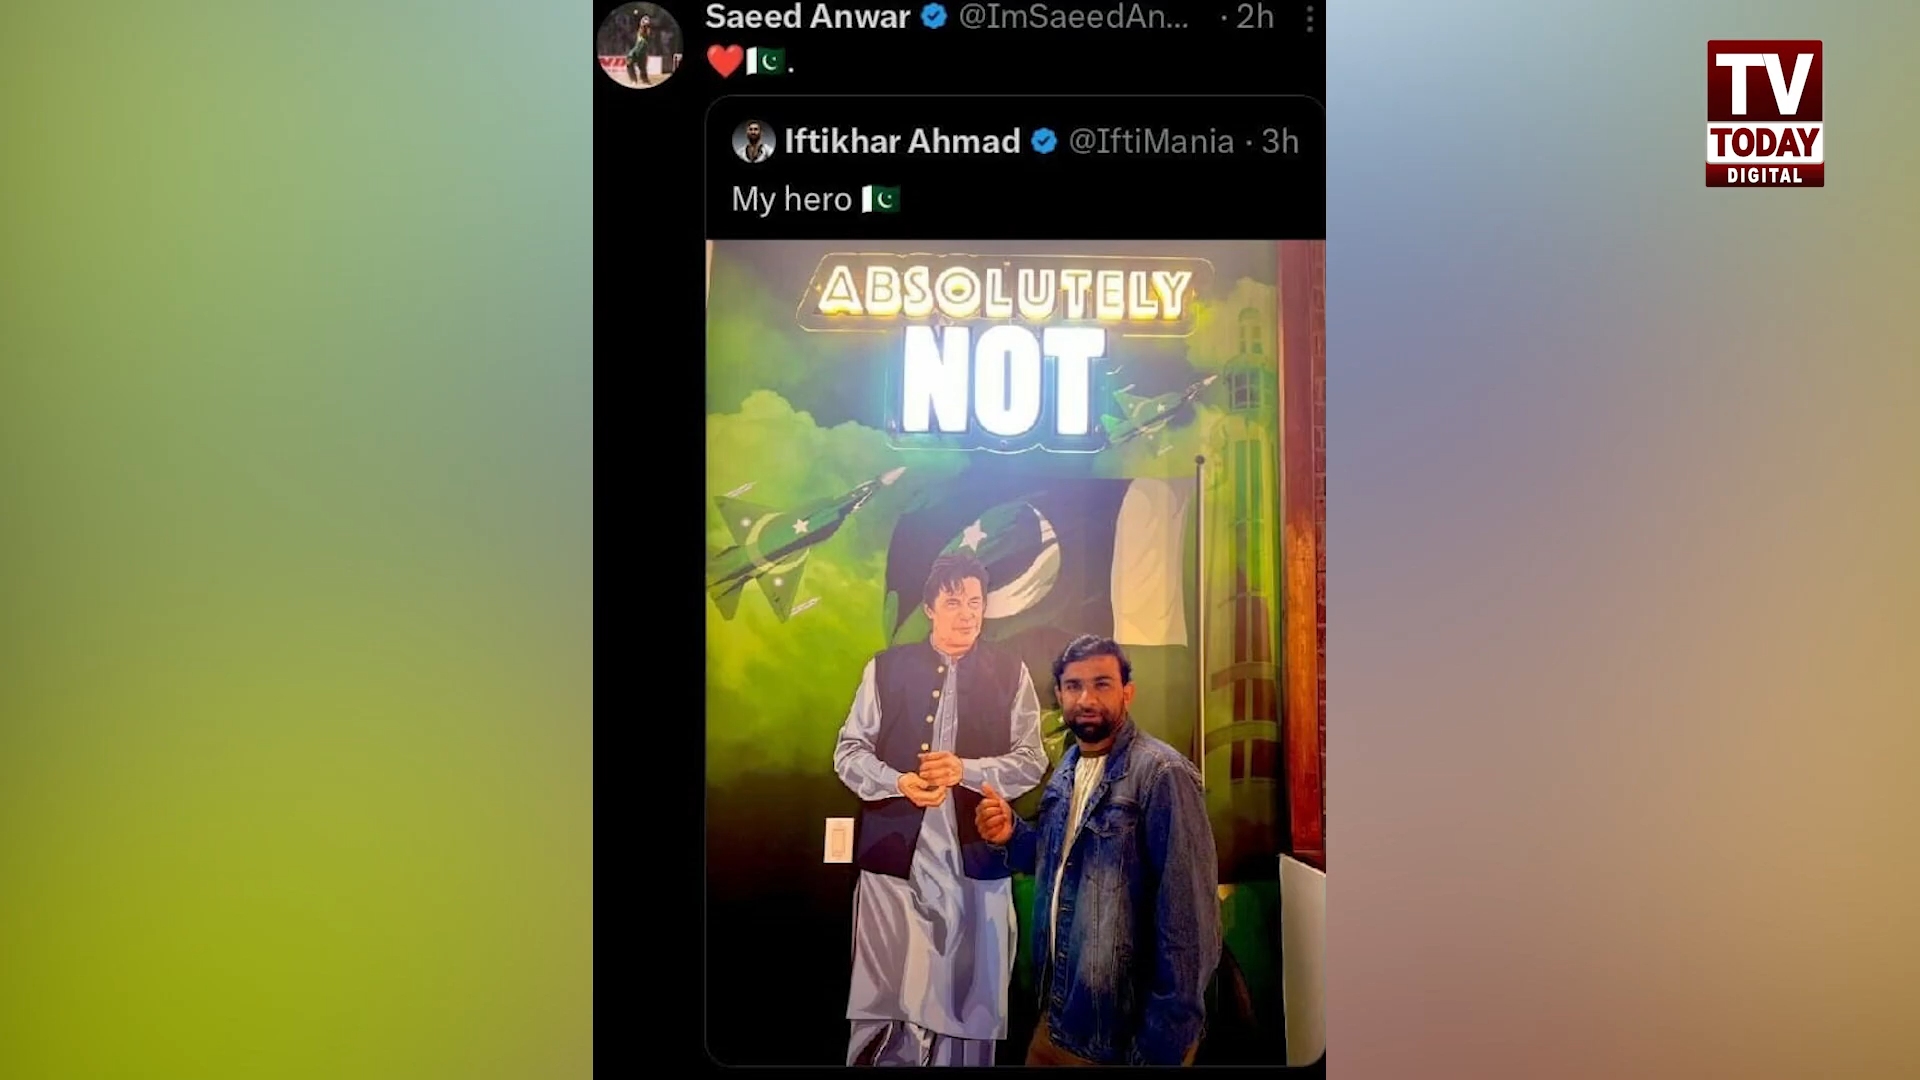 Saeed Anwar @ImSaeedAn... · 2h
❤️🇵🇰.
Iftikhar Ahmad @IftiMania · 3h
My hero 🇵🇰
ABSOLUTELY
NOT
TV
TODAY
DIGITAL